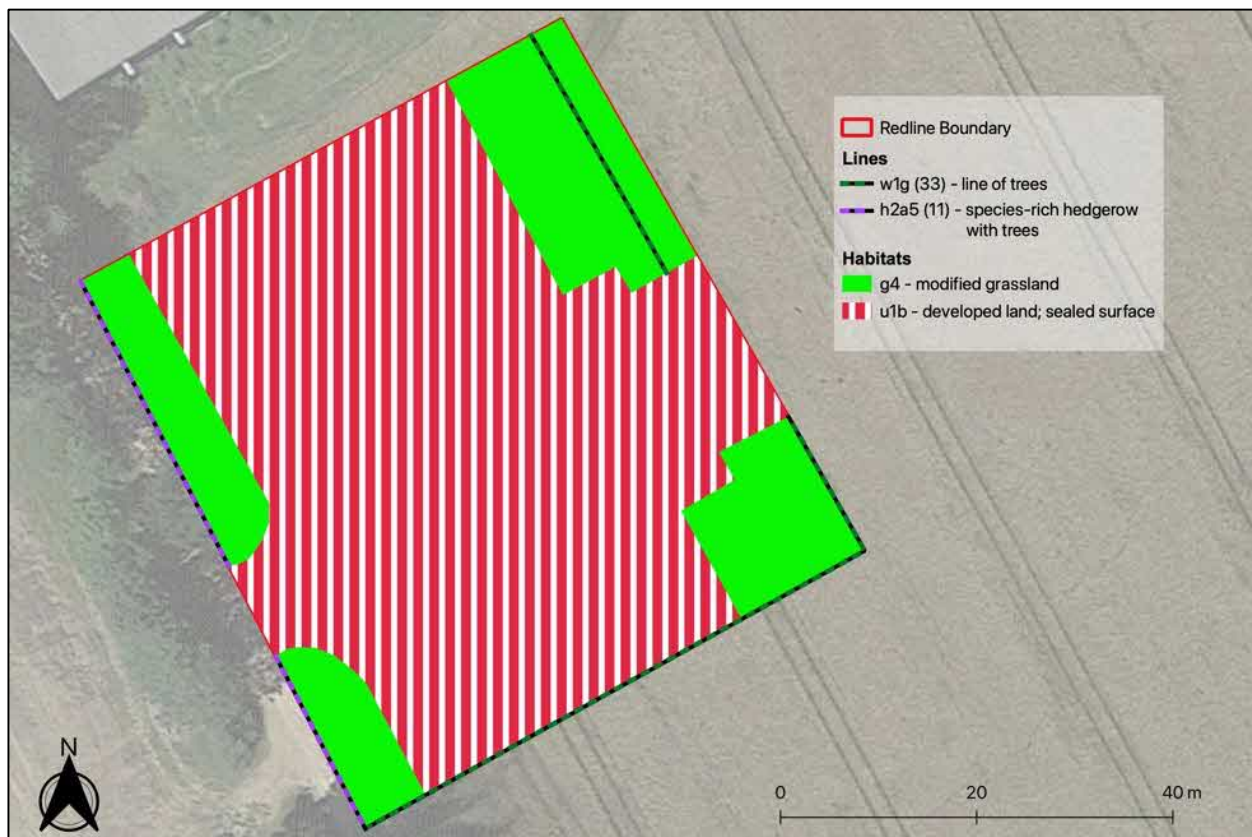 Redline Boundary
Lines
w1g (33) - line of trees
h2a5 (11) - species-rich hedgerow
with trees
Habitats
g4 - modified grassland
u1b - developed land; sealed surface
N
0 20 40 m